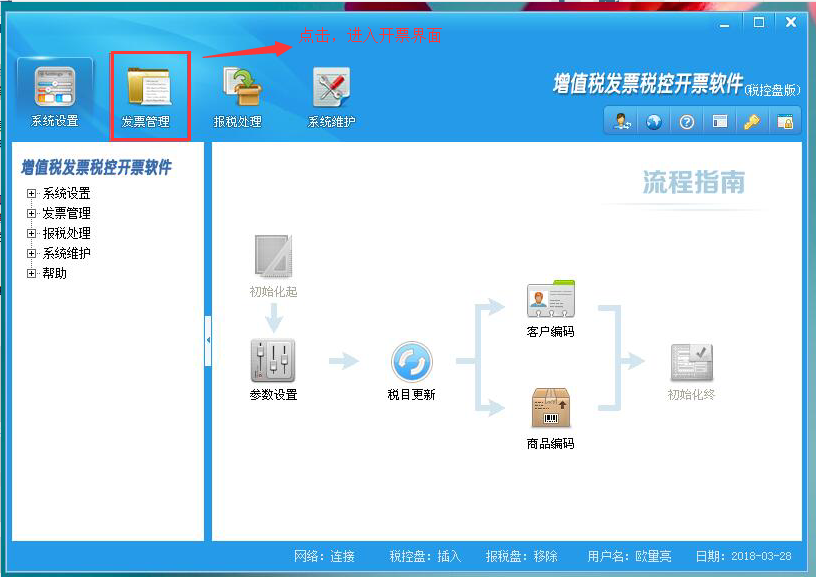 点击，进入开票界面
系统设置
发票管理
报税处理
系统维护
增值税发票税控开票软件(税控盘版)
增值税发票税控开票软件
系统设置
发票管理
报税处理
系统维护
帮助
流程指南
初始化起
参数设置
税目更新
客户编码
商品编码
初始化终
网络：连接 税控盘：插入 报税盘：移除 用户名：欧里亮 日期：2018-03-28